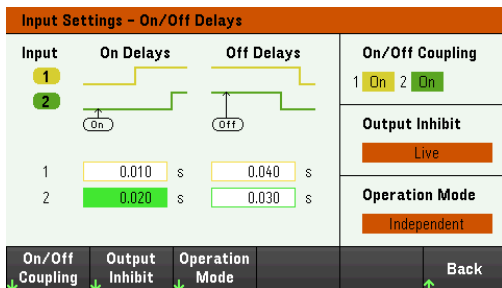 Input Settings - On/Off Delays
Input On Delays Off Delays
1
2
On Off
1 0.010 s 0.040 s
2 0.020 s 0.030 s
On/Off Coupling
1 On 2 On
Output Inhibit
Live
Operation Mode
Independent
On/Off Coupling
Output Inhibit
Operation Mode
Back